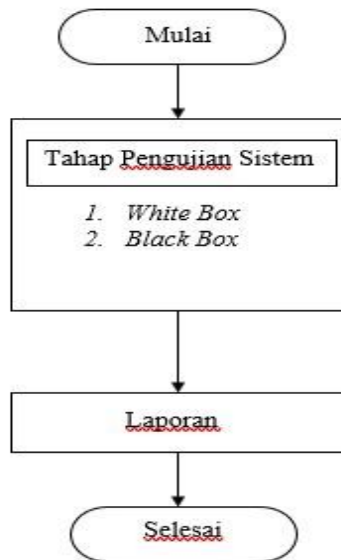 Mulai
Tahap Pengujian Sistem
1. White Box
2. Black Box
Laporan
Selesai